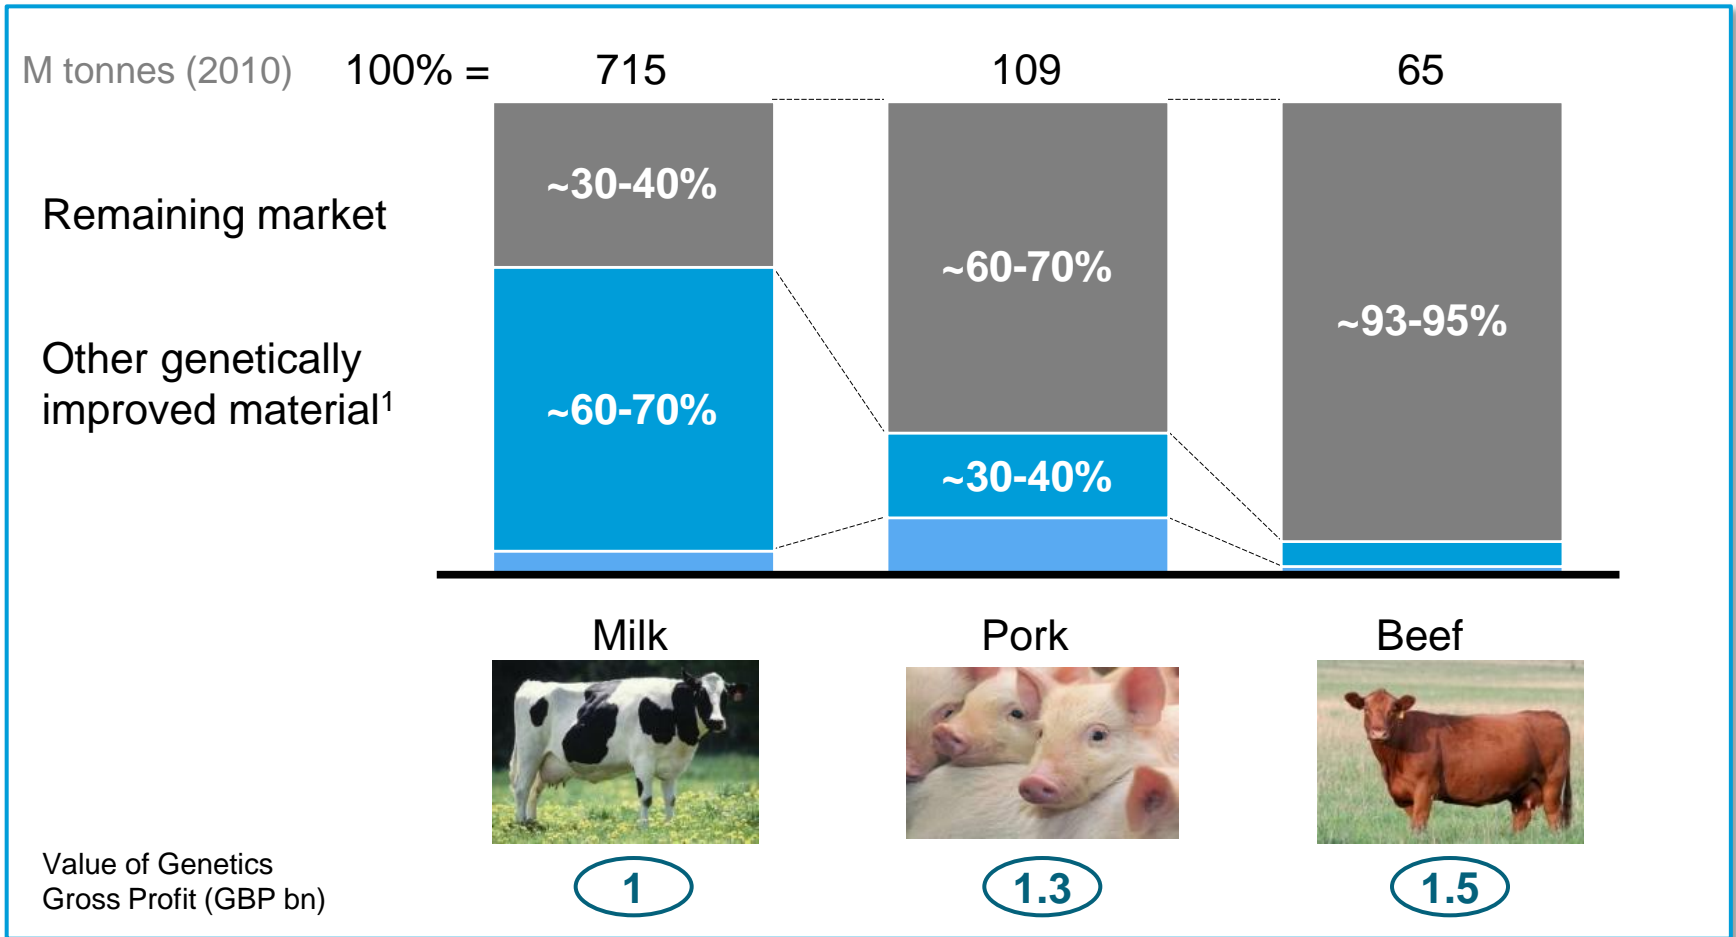 M tonnes (2010) 100% = 715 109 65
~30-40%
Remaining market
~60-70%
~93-95%
Other genetically
improved material¹
~60-70%
~30-40%
Milk Pork Beef
Value of Genetics
Gross Profit (GBP bn)
1 1.3 1.5